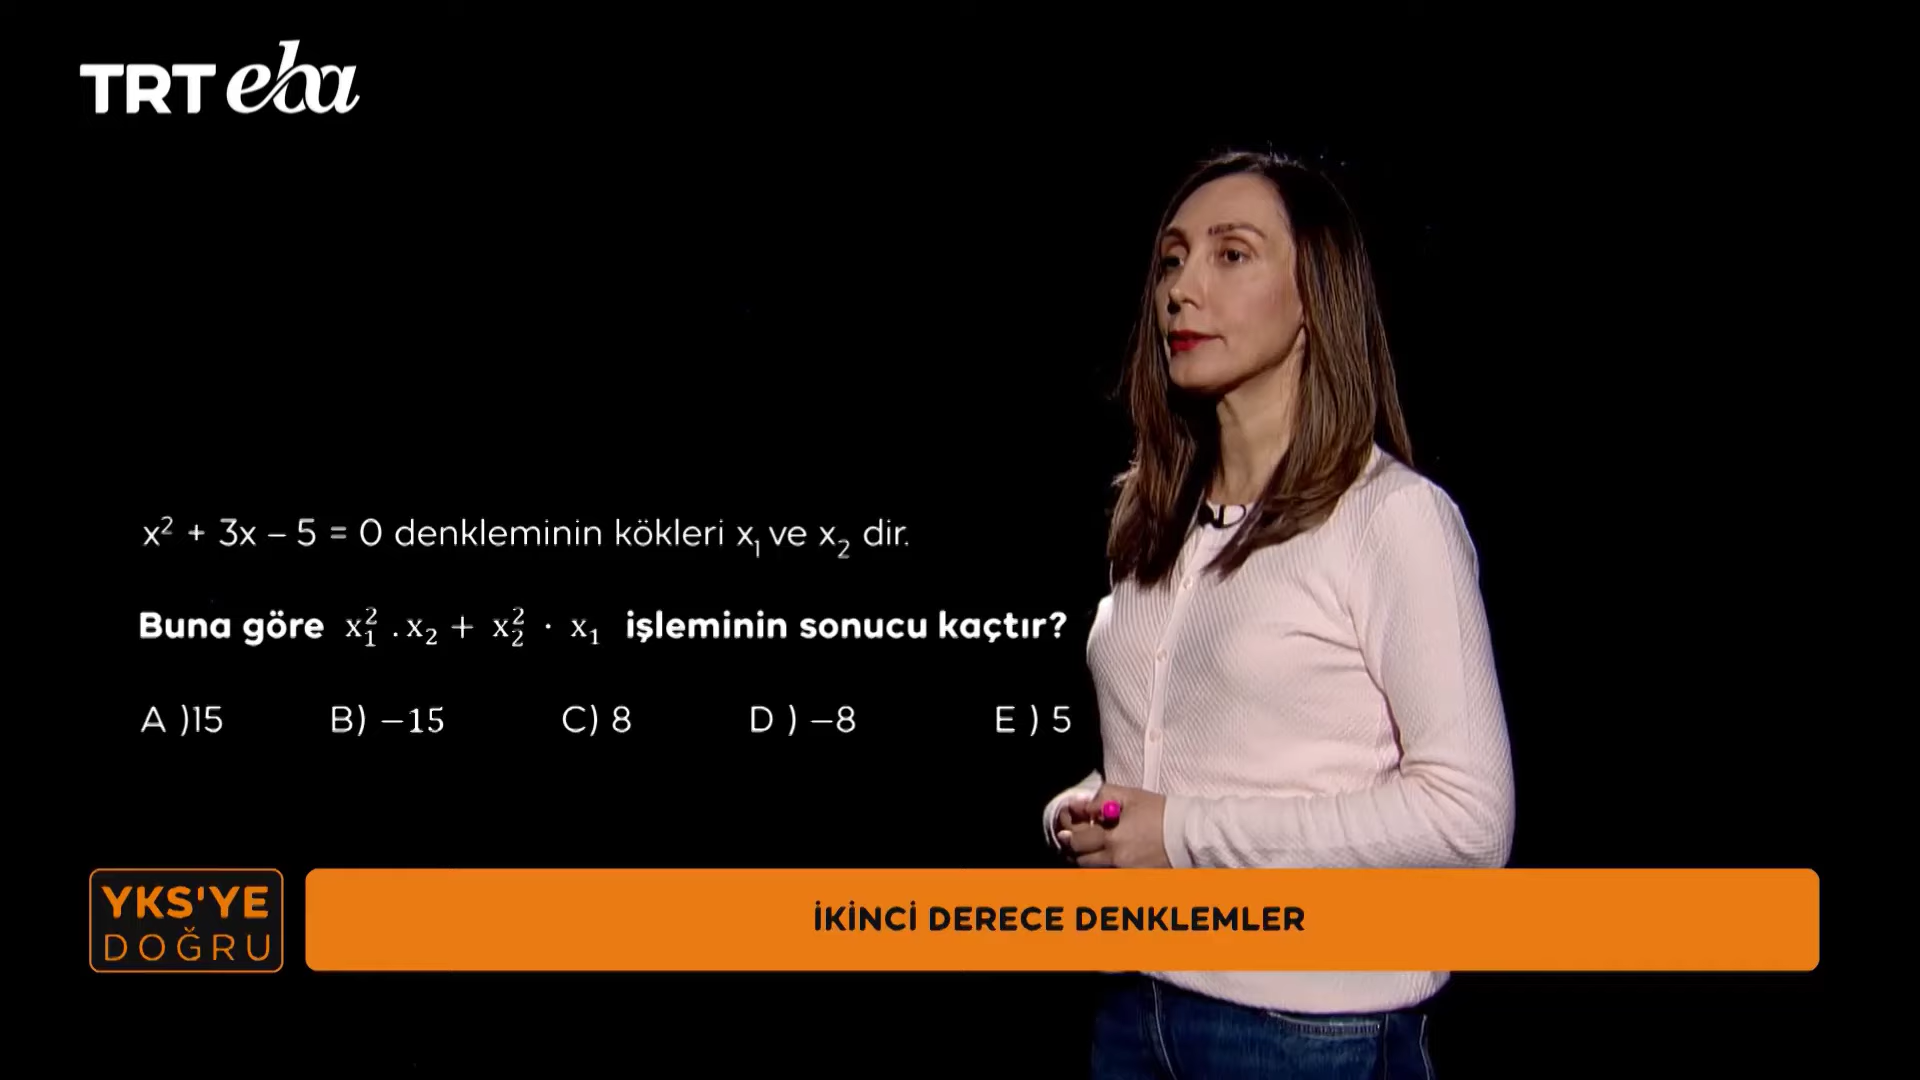 TRT eba
x² + 3x – 5 = 0 denkleminin kökleri x₁ ve x₂ dir.
Buna göre x₁² . x₂ + x₂² · x₁ işleminin sonucu kaçtır?
A )15 B) –15 C) 8 D ) –8 E ) 5
YKS'YE
DOĞRU
İKİNCİ DERECE DENKLEMLER